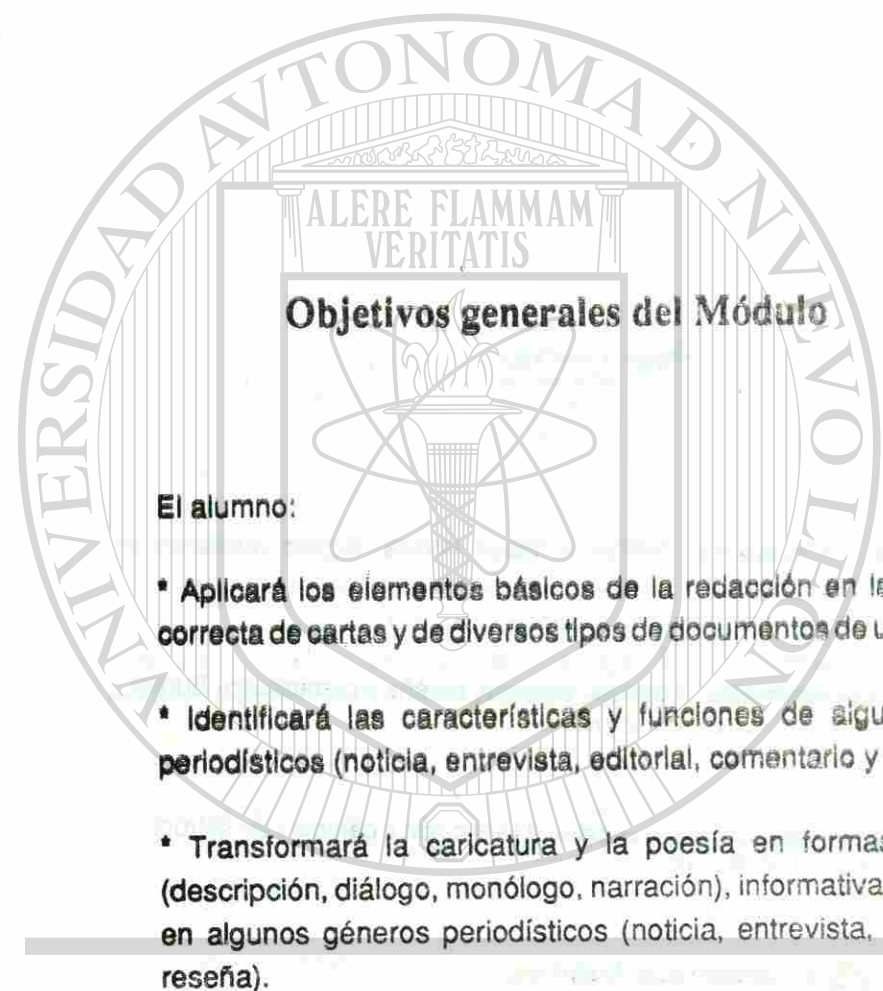 UNIVERSIDAD AVTONOMA D NVEVO LEON
ALERE FLAMMAM
VERITATIS
Objetivos generales del Módulo
El alumno:
* Aplicará los elementos básicos de la redacción en la
correcta de cartas y de diversos tipos de documentos de u
* Identificará las características y funciones de algu
periodísticos (noticia, entrevista, editorial, comentario y
* Transformará la caricatura y la poesía en formas
(descripción, diálogo, monólogo, narración), informativa
en algunos géneros periodísticos (noticia, entrevista,
reseña).